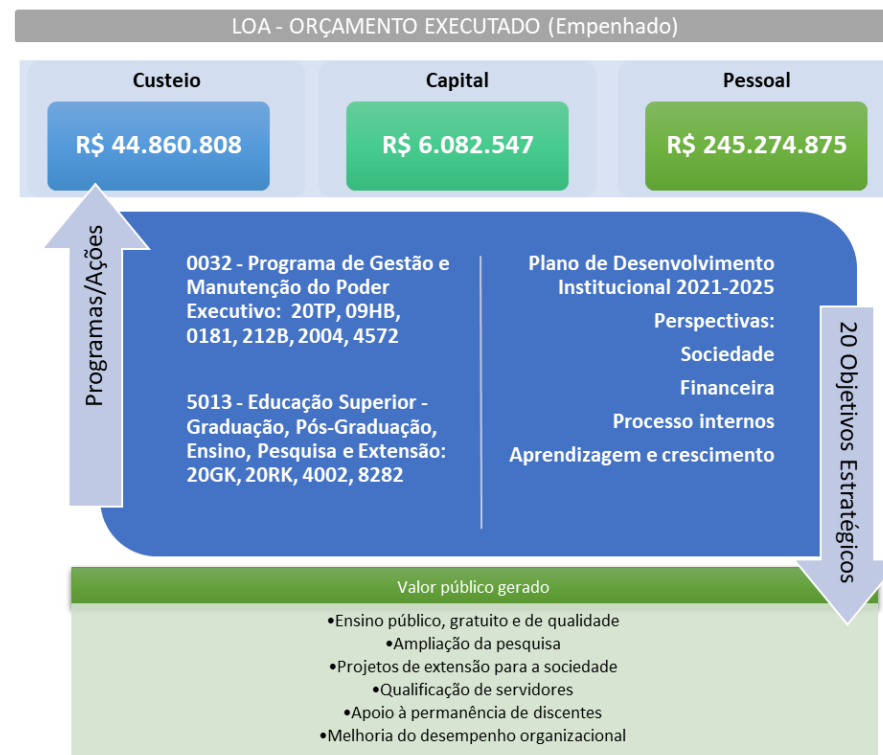 LOA - ORÇAMENTO EXECUTADO (Empenhado)
Custeio
R$ 44.860.808
Capital
R$ 6.082.547
Pessoal
R$ 245.274.875
Programas/Ações
0032 - Programa de Gestão e
Manutenção do Poder
Executivo: 20TP, 09HB,
0181, 212B, 2004, 4572
5013 - Educação Superior -
Graduação, Pós-Graduação,
Ensino, Pesquisa e Extensão:
20GK, 20RK, 4002, 8282
Plano de Desenvolvimento
Institucional 2021-2025
Perspectivas:
Sociedade
Financeira
Processo internos
Aprendizagem e crescimento
20 Objetivos Estratégicos
Valor público gerado
•Ensino público, gratuito e de qualidade
•Ampliação da pesquisa
•Projetos de extensão para a sociedade
•Qualificação de servidores
•Apoio à permanência de discentes
•Melhoria do desempenho organizacional